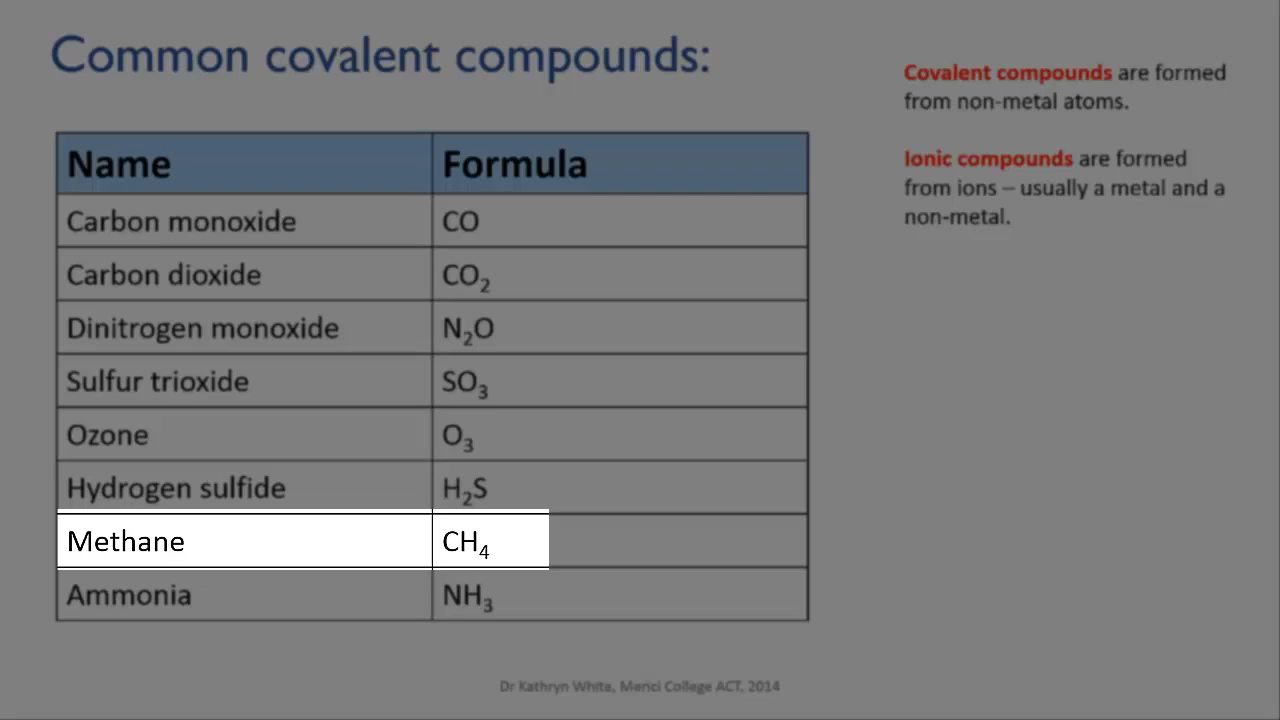 Common covalent compounds:
Covalent compounds are formed
from non-metal atoms.
Ionic compounds are formed
from ions – usually a metal and a
non-metal.
Name Formula
Carbon monoxide CO
Carbon dioxide CO₂
Dinitrogen monoxide N₂O
Sulfur trioxide SO₃
Ozone O₃
Hydrogen sulfide H₂S
Methane CH₄
Ammonia NH₃
Dr Kathryn White, Merici College ACT, 2014